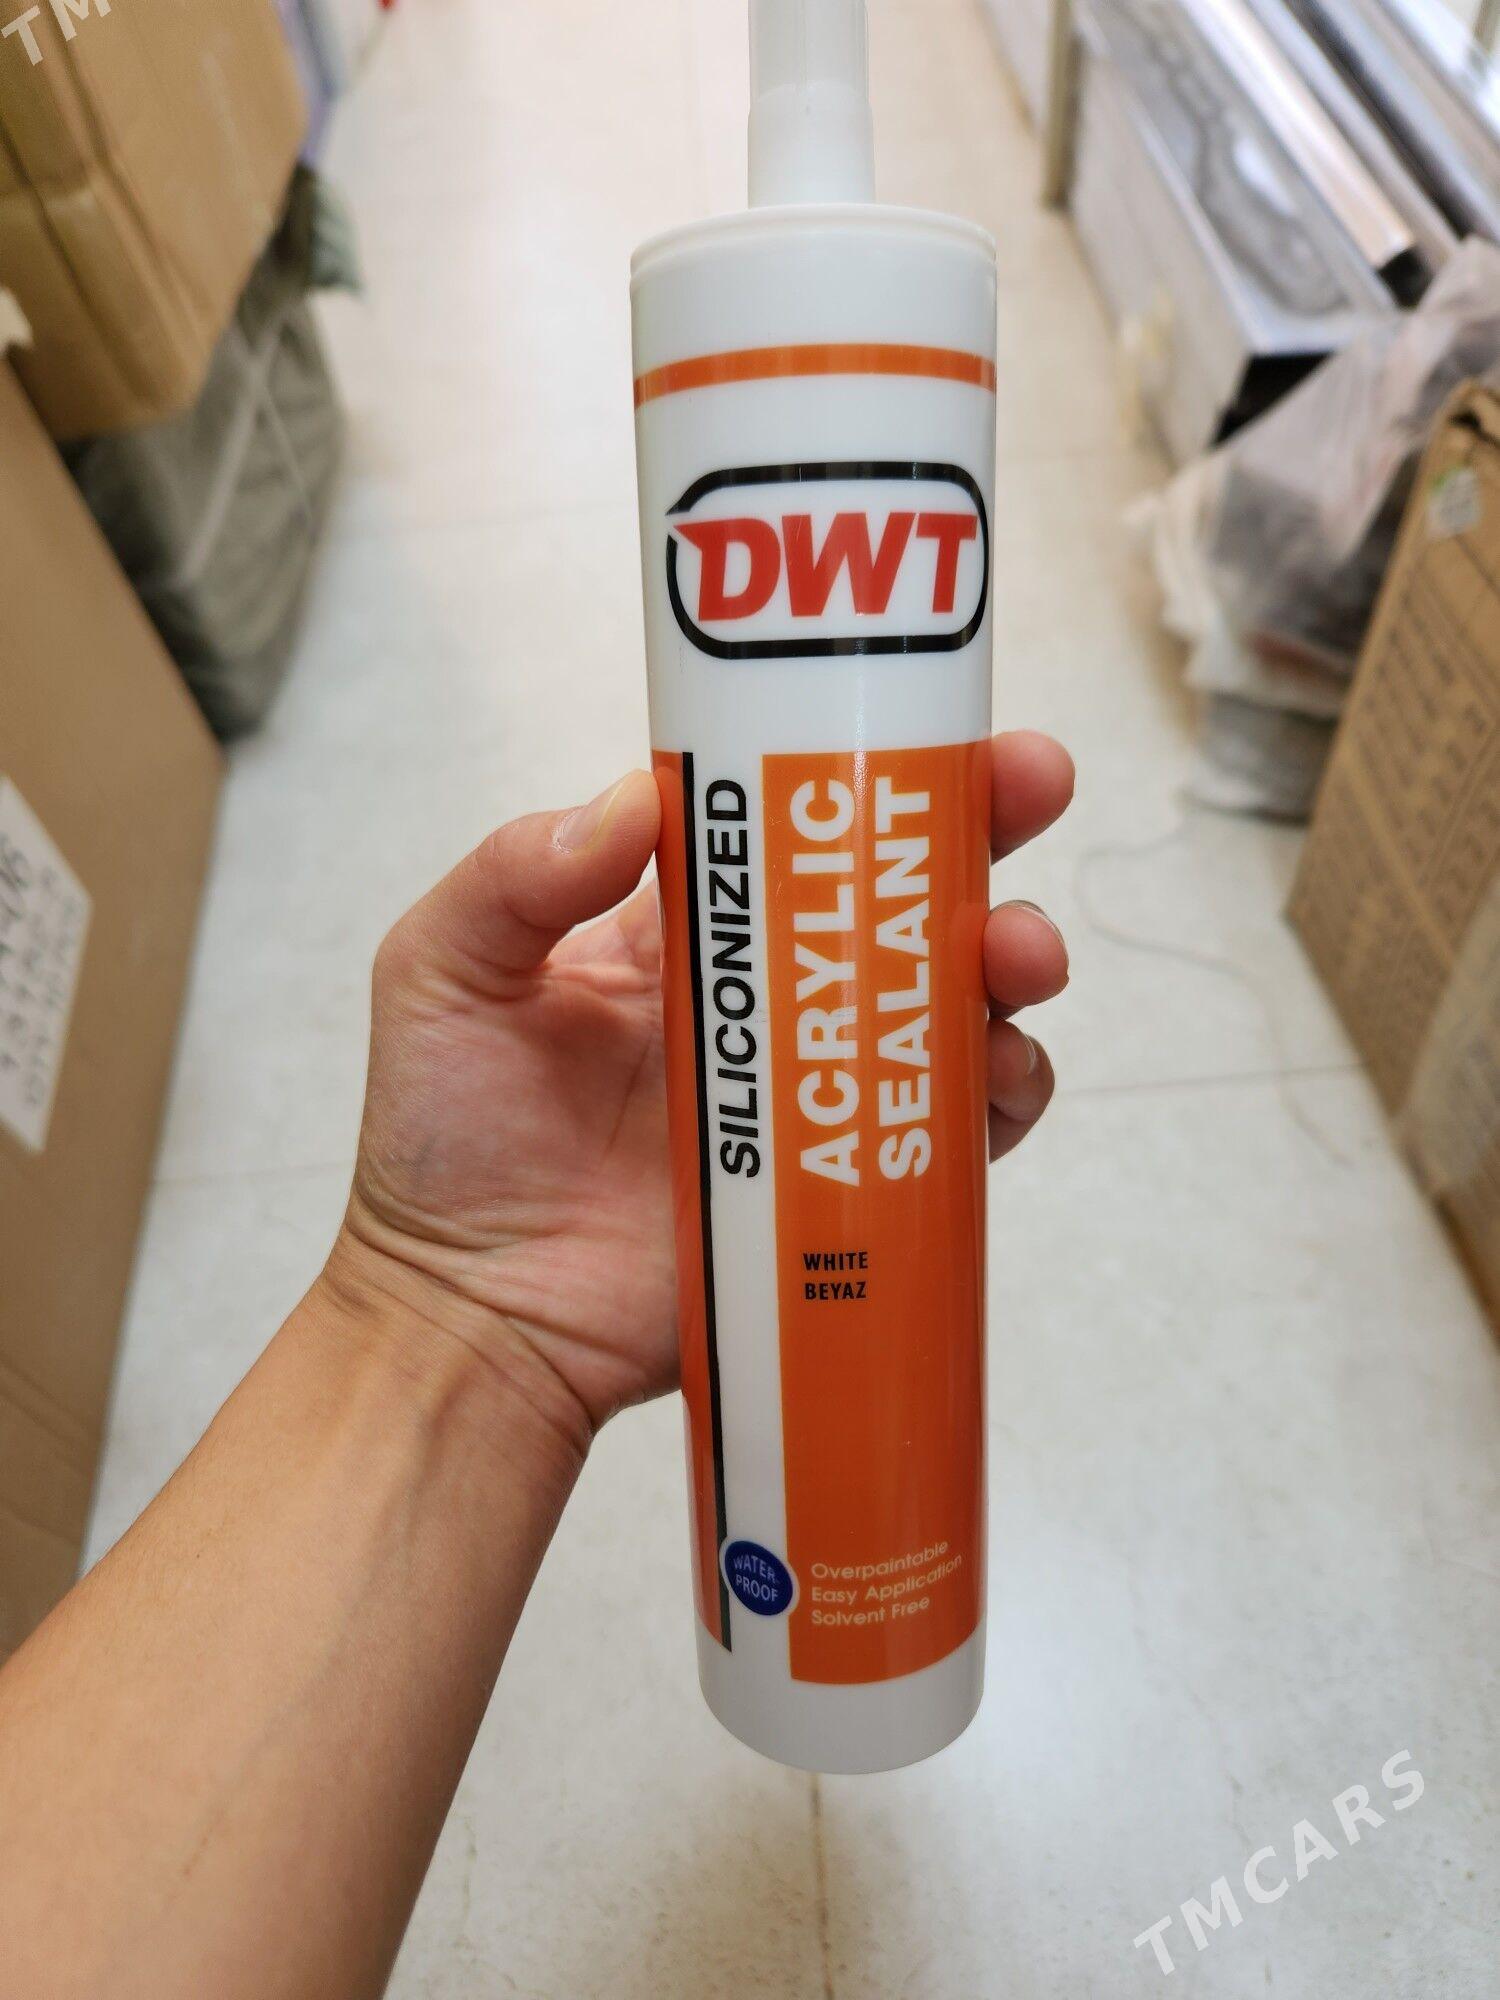 TM
DWT
SILICONIZED
ACRYLIC
SEALANT
WHITE
BEYAZ
WATER
PROOF
Overpaintable
Easy Application
Solvent Free
TMCARS